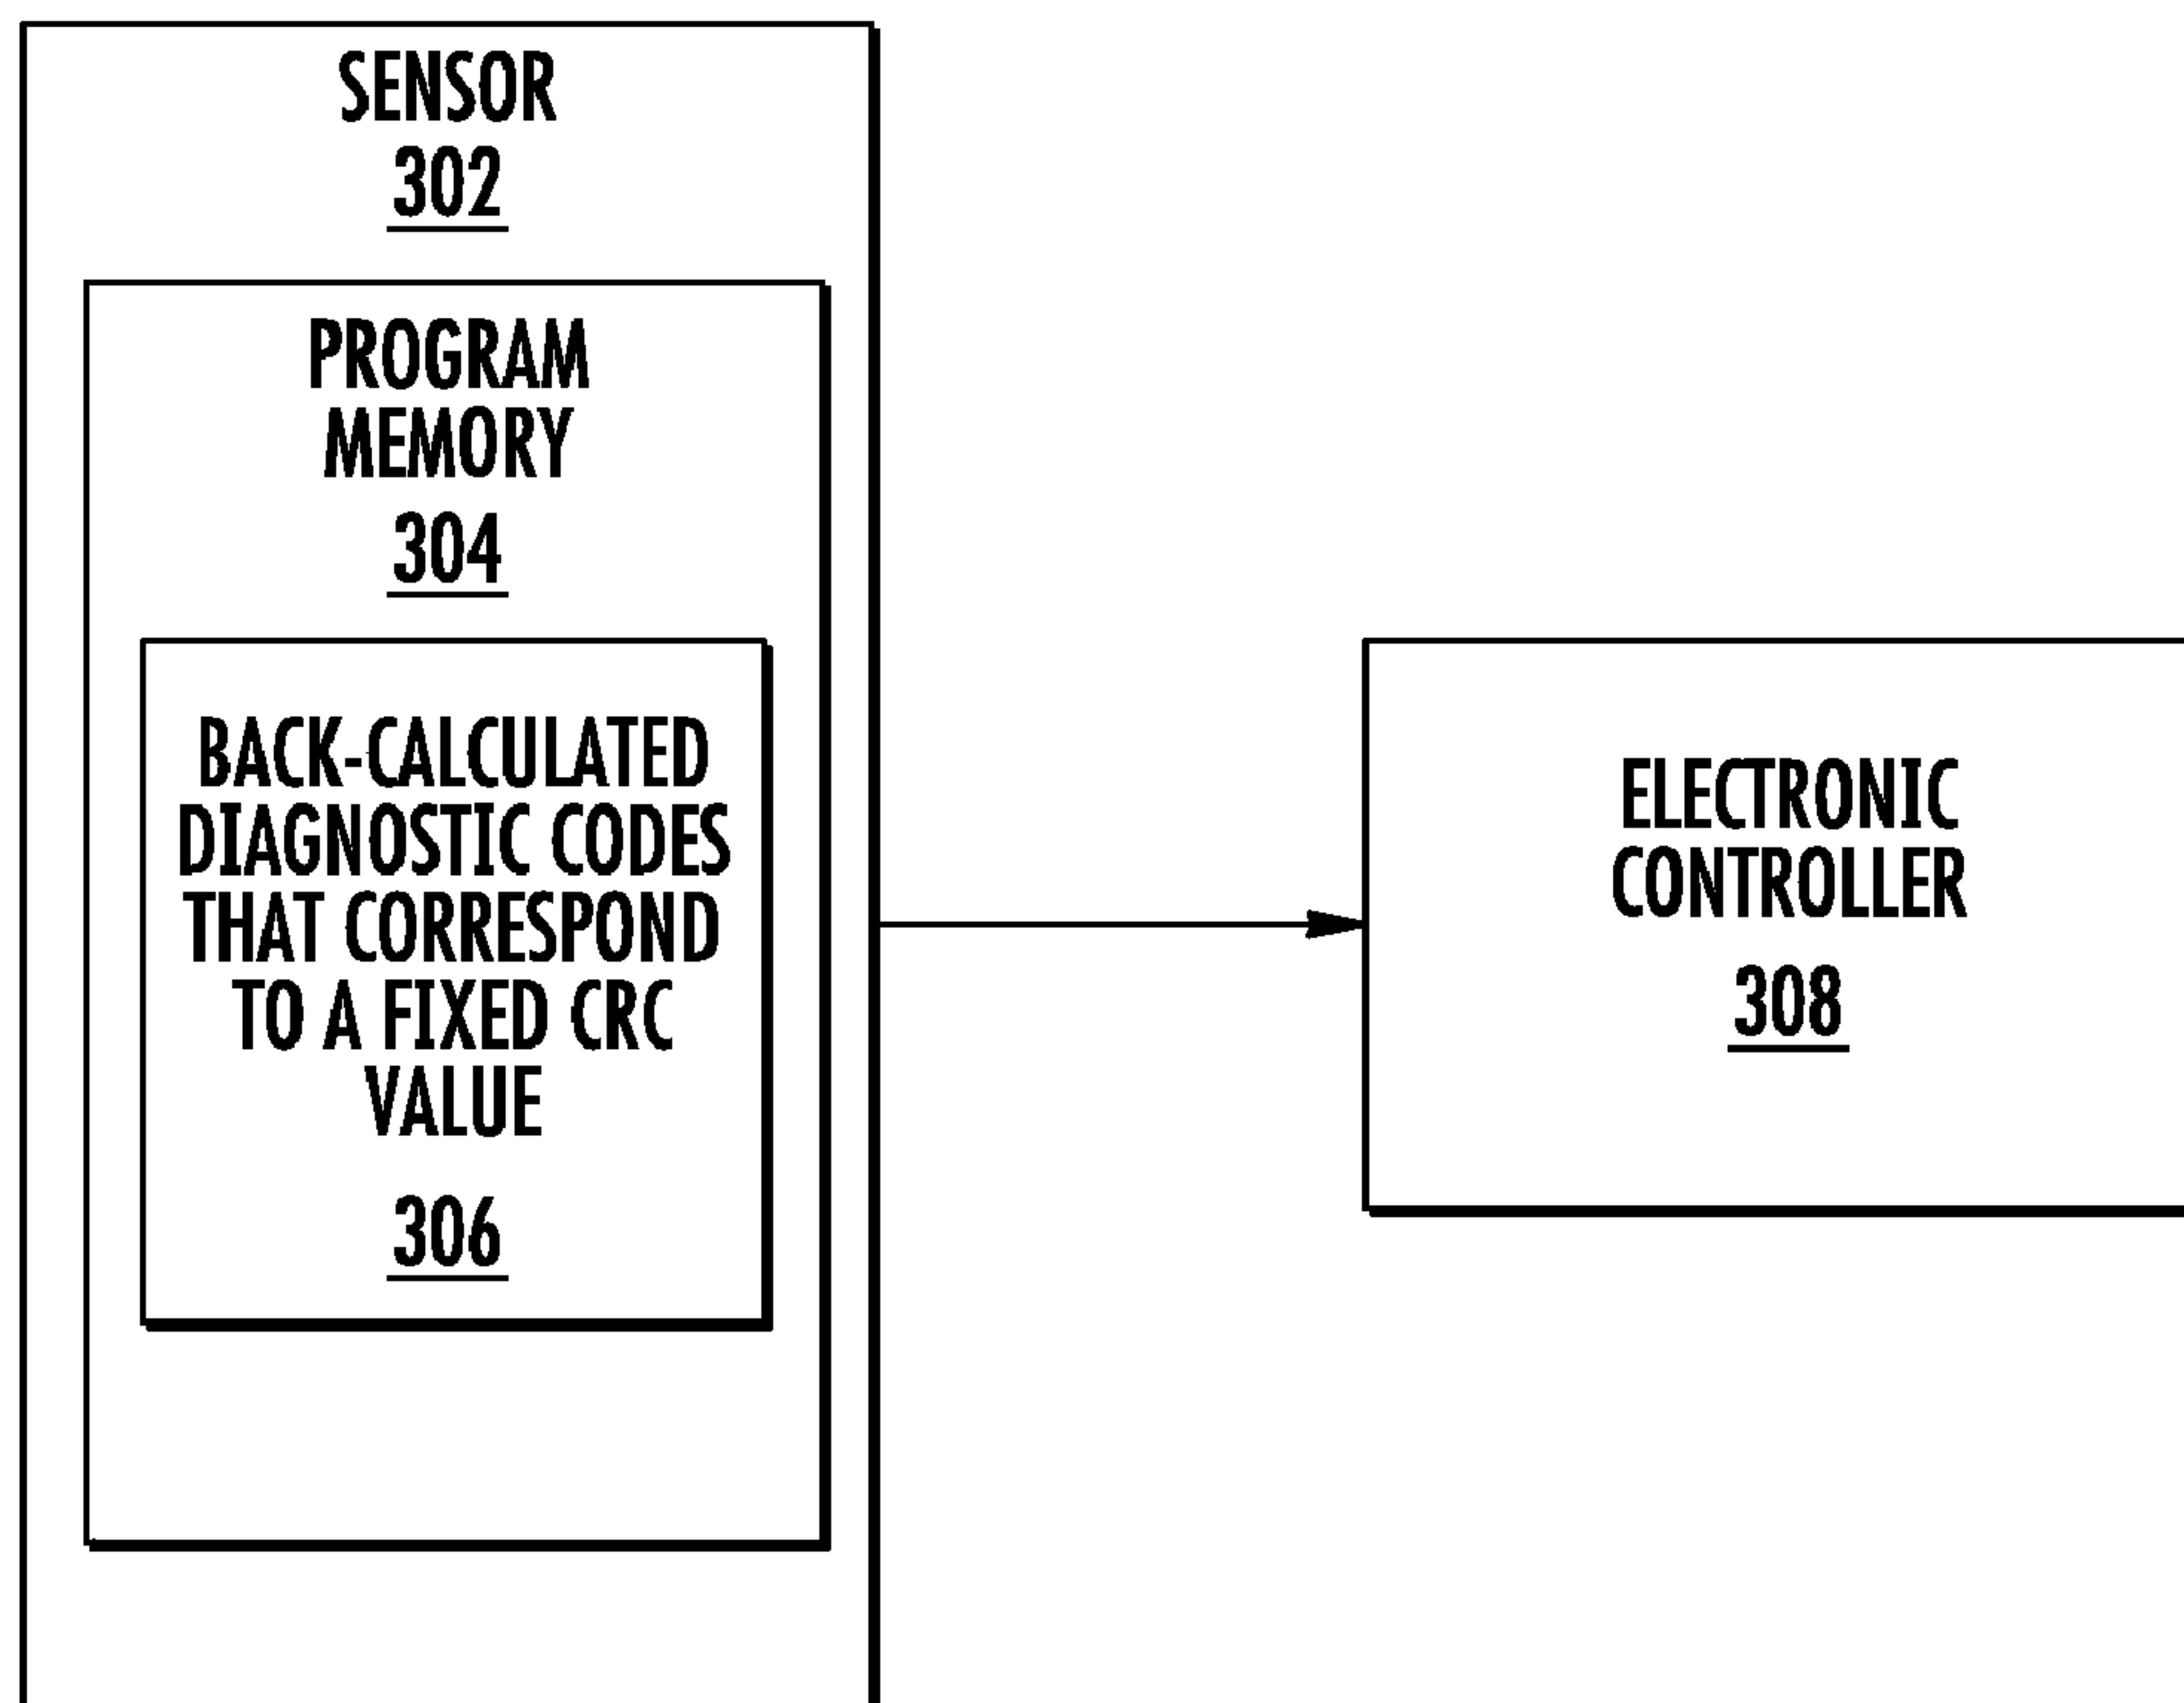 SENSOR
302
PROGRAM
MEMORY
304
BACK-CALCULATED
DIAGNOSTIC CODES
THAT CORRESPOND
TO A FIXED CRC
VALUE
306
ELECTRONIC
CONTROLLER
308